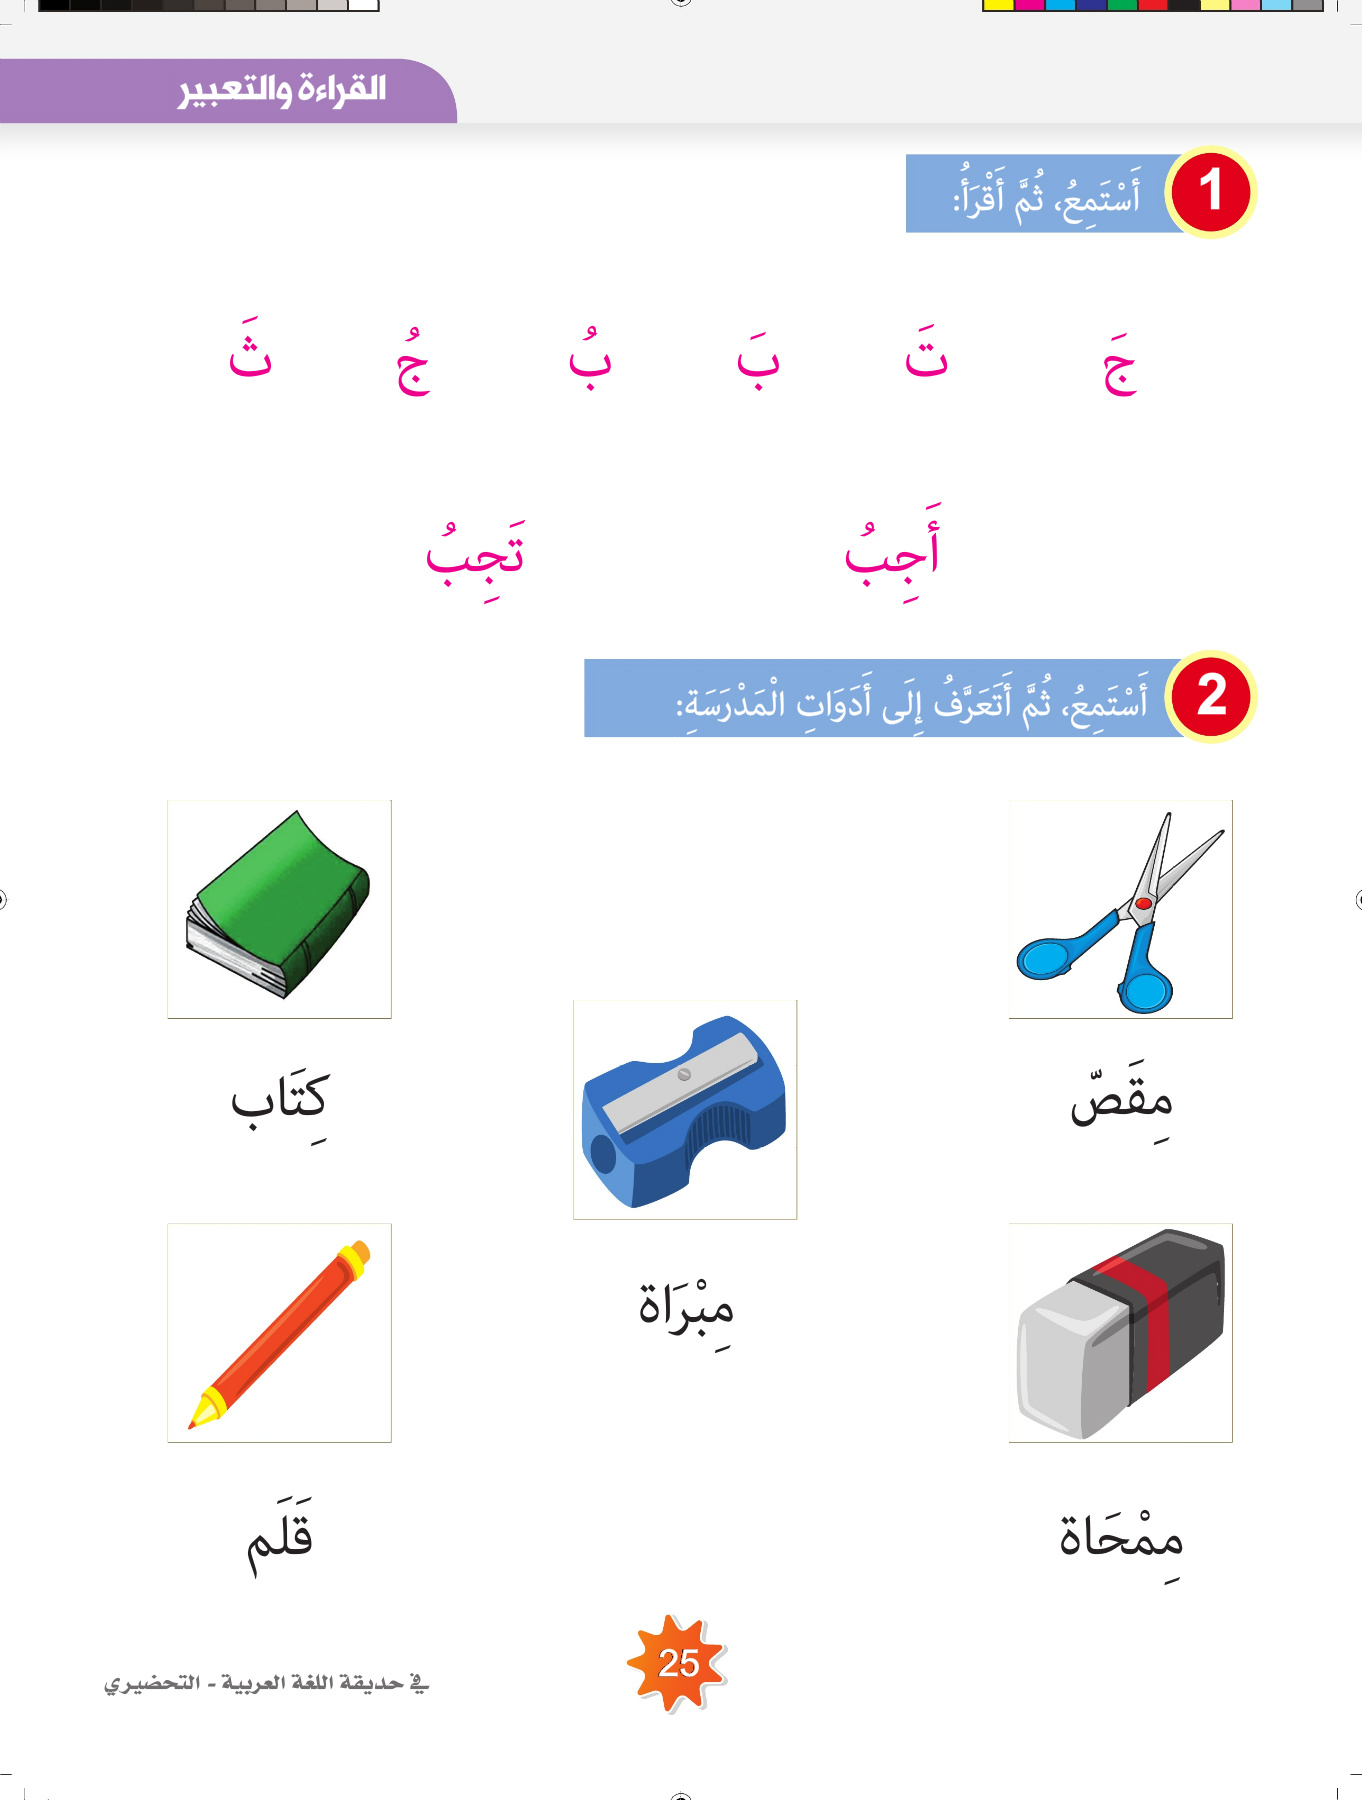 القراءة والتعبير
1 أَسْتَمِعُ، ثُمَّ أَقْرَأُ:
جَ تَ بَ بُ جُ ثَ
أَجِبُ تَجِبُ
2 أَسْتَمِعُ، ثُمَّ أَتَعَرَّفُ إِلَى أَدَوَاتِ الْمَدْرَسَةِ:
مِقَصّ كِتَاب
مِبْرَاة
مِمْحَاة قَلَم
25
في حديقة اللغة العربية - التحضيري